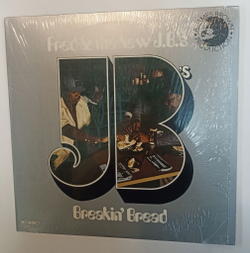 Fred & the New J.B.'s
JB's
Breakin' Bread